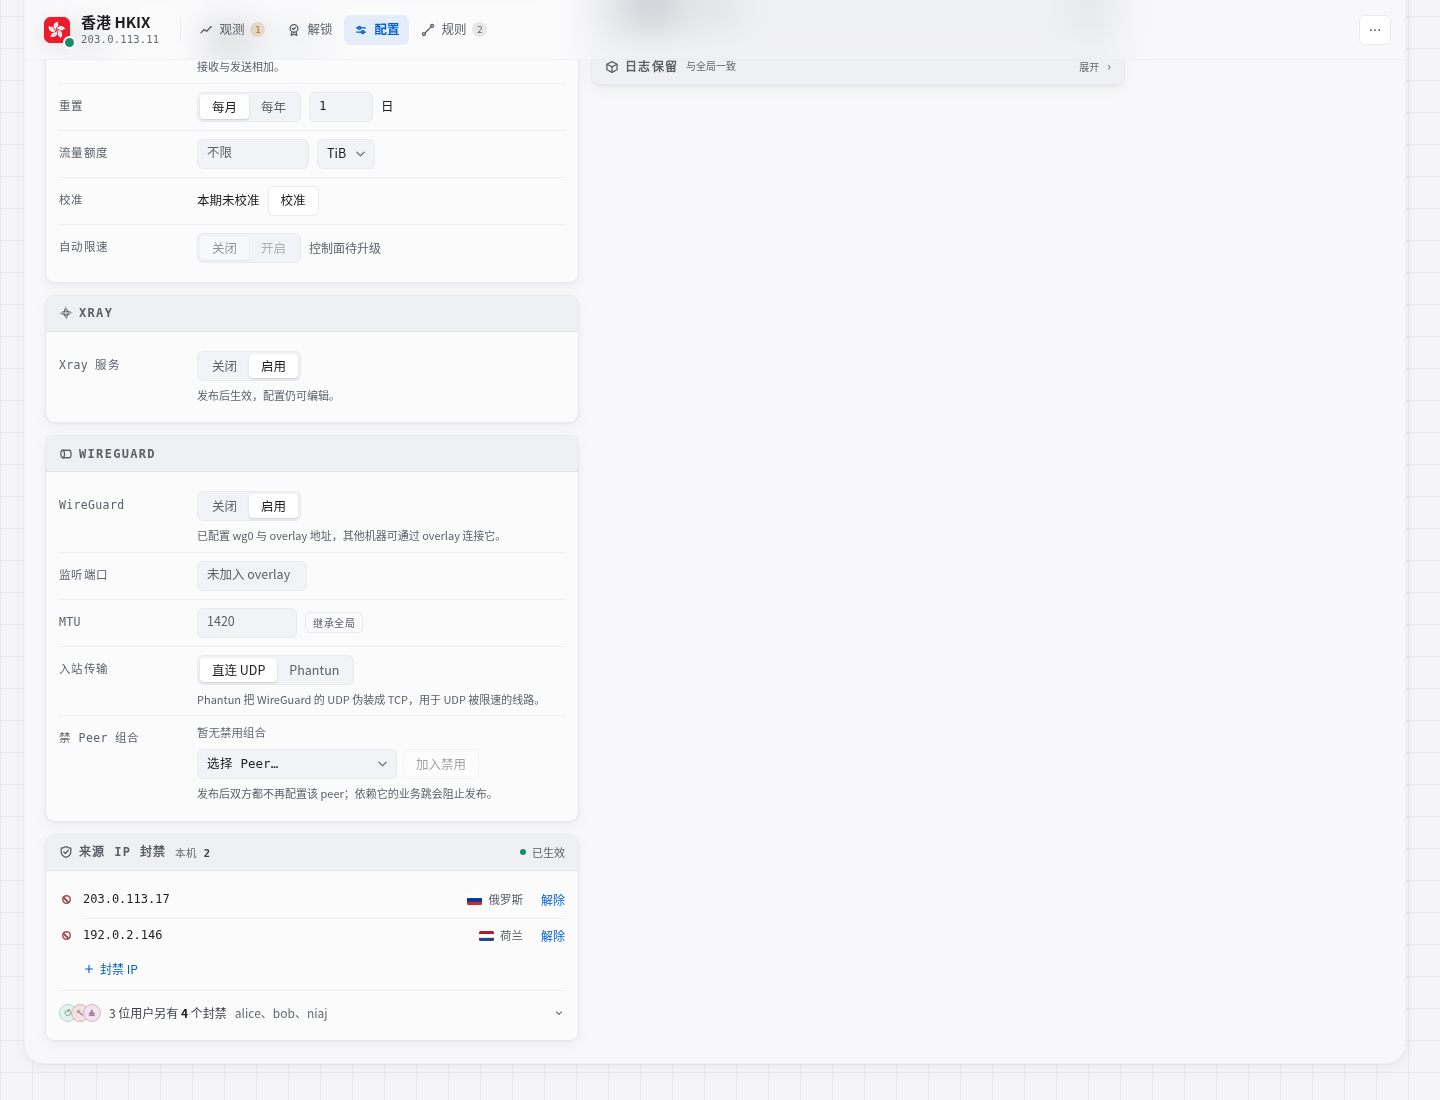 香港 HKIX
203.0.113.11
观测 1
解锁
配置
规则 2
...
接收与发送相加。
重置
每月 每年 1 日
流量额度
不限 TiB
校准
本期未校准 校准
自动限速
关闭 开启 控制面待升级
XRAY
Xray 服务
关闭 启用
发布后生效，配置仍可编辑。
WIREGUARD
WireGuard
关闭 启用
已配置 wg0 与 overlay 地址，其他机器可通过 overlay 连接它。
监听端口
未加入 overlay
MTU
1420 继承全局
入站传输
直连 UDP Phantun
Phantun 把 WireGuard 的 UDP 伪装成 TCP，用于 UDP 被限速的线路。
禁 Peer 组合
暂无禁用组合
选择 Peer… 加入禁用
发布后双方都不再配置该 peer；依赖它的业务跳会阻止发布。
来源 IP 封禁 本机 2 已生效
203.0.113.17 俄罗斯 解除
192.0.2.146 荷兰 解除
+ 封禁 IP
3 位用户另有 4 个封禁 alice、bob、niaj
日志保留 与全局一致 展开 ›